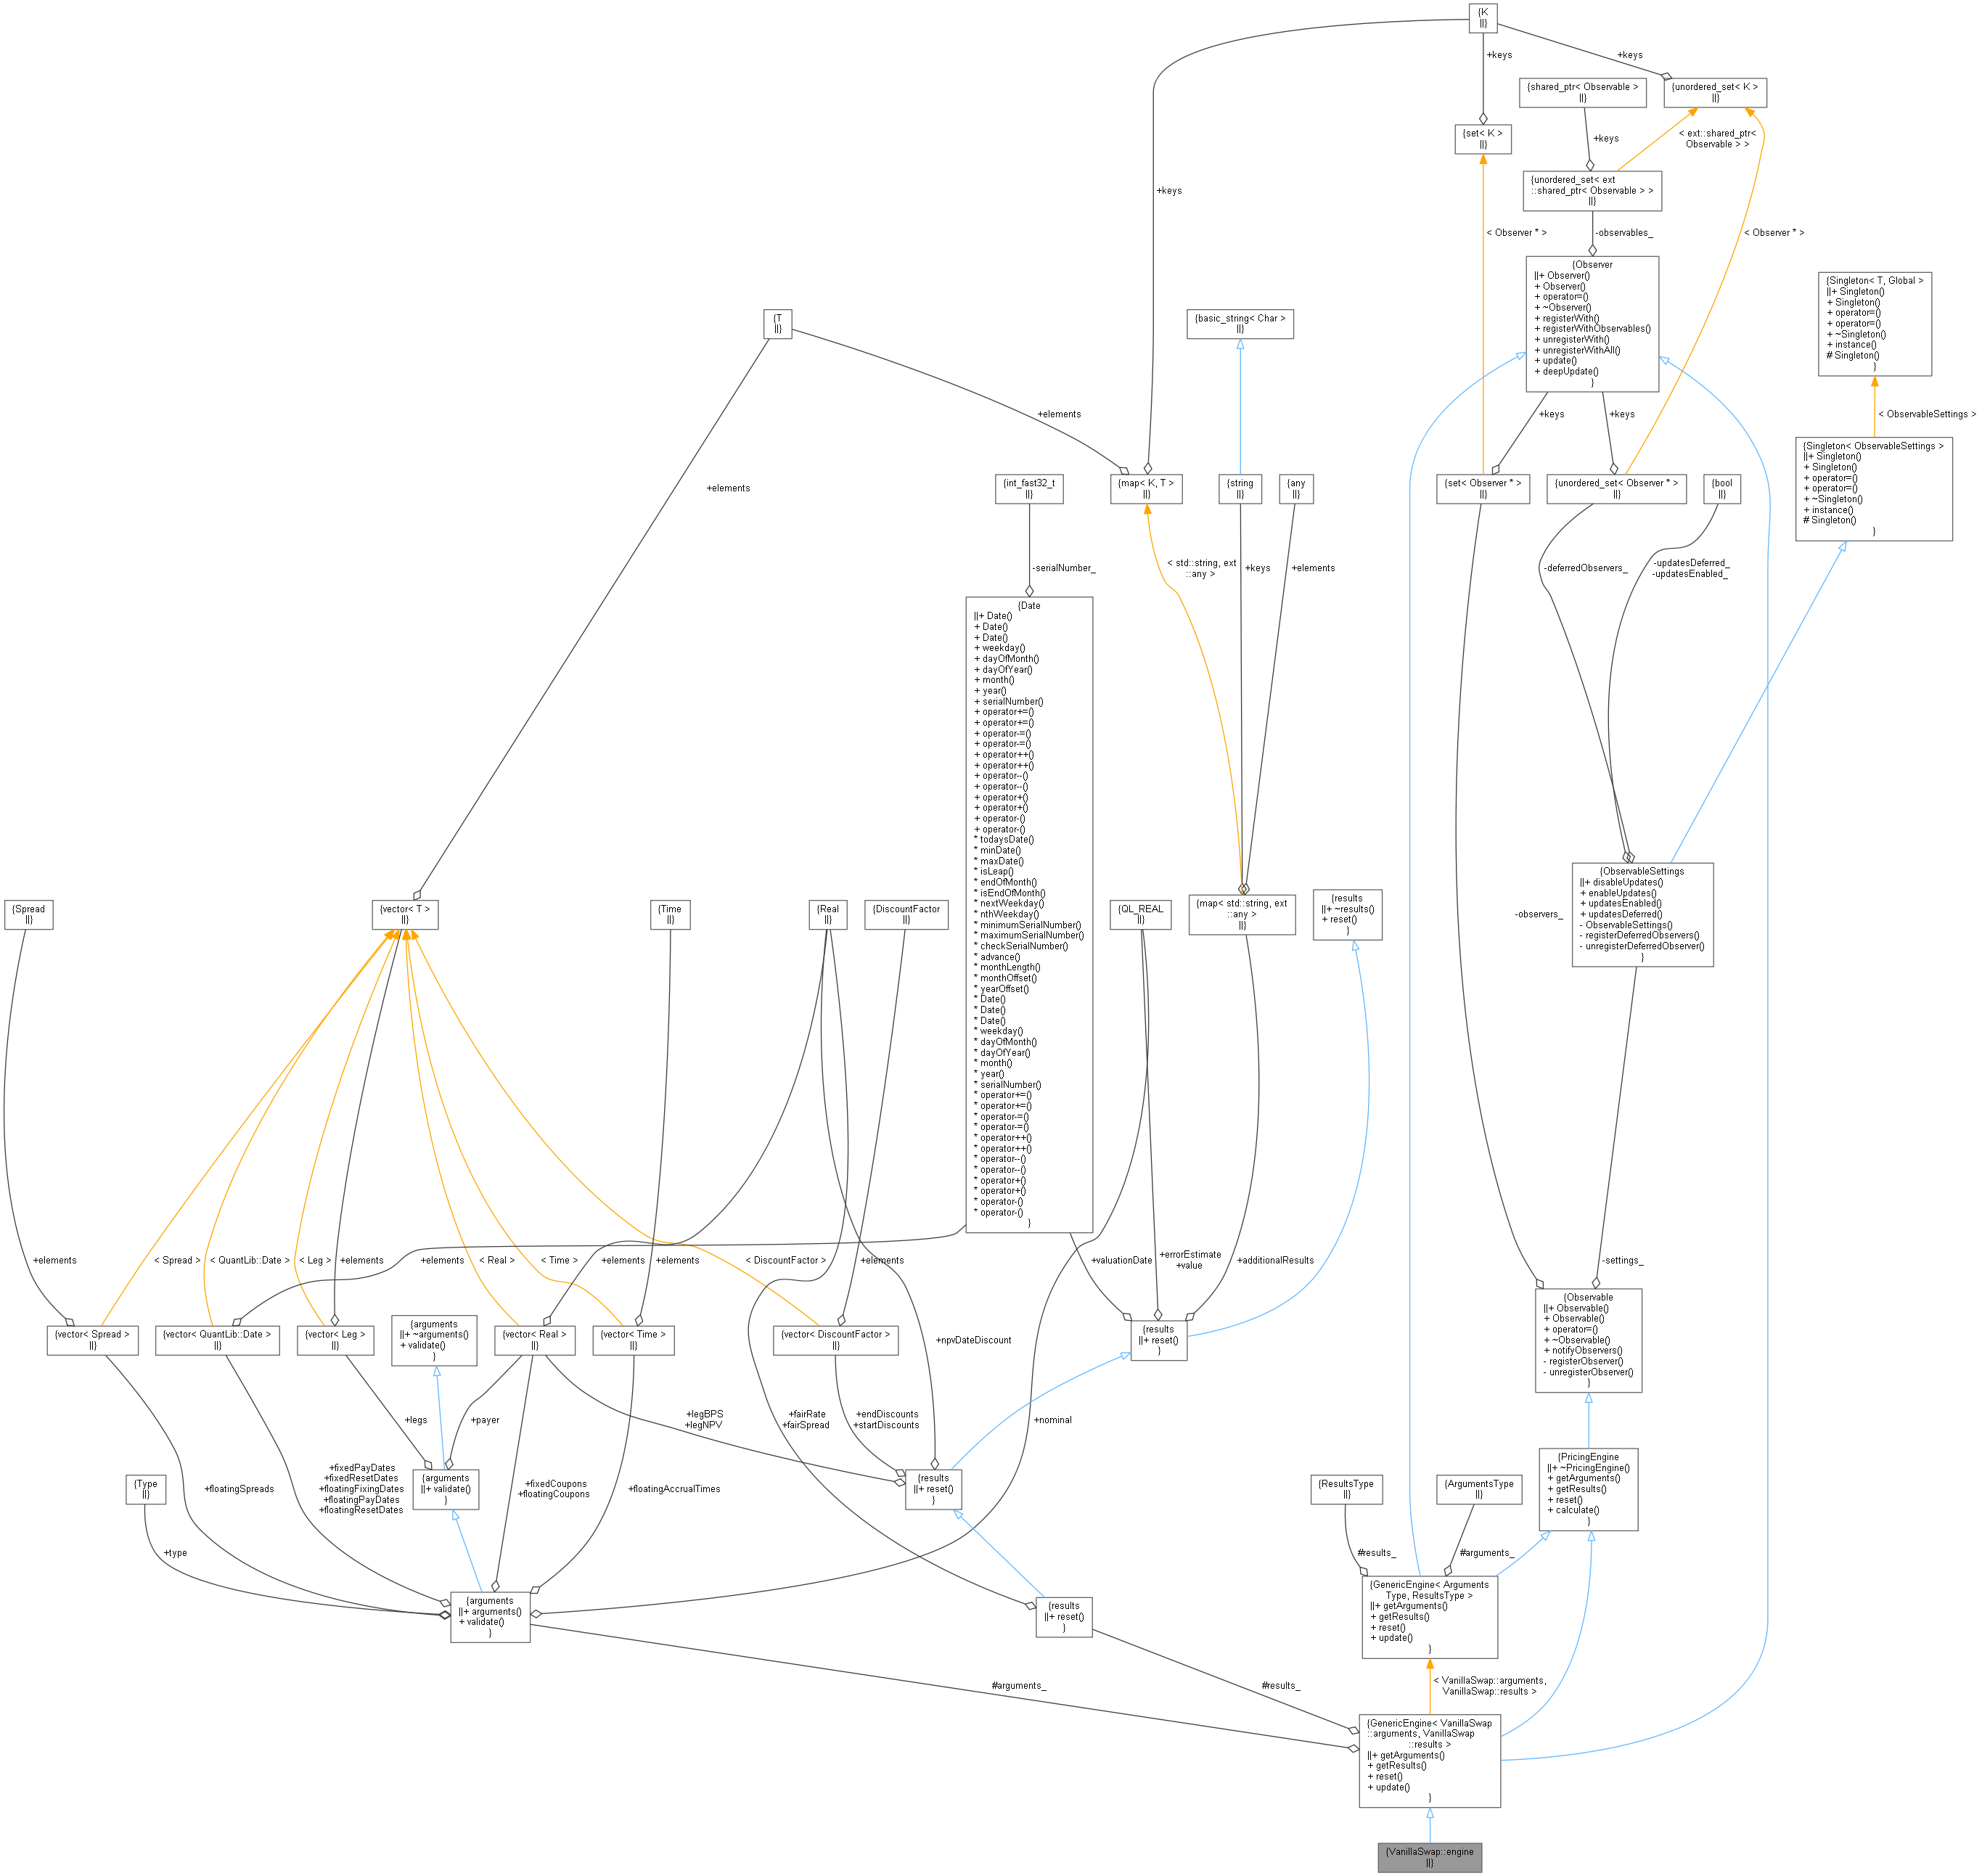 {K
||}
+keys
+keys
{shared_ptr< Observable >
||}
{unordered_set< K >
||}
{set< K >
||}
+keys
< ext::shared_ptr<
Observable > >
+keys
{unordered_set< ext
::shared_ptr< Observable > >
||}
< Observer * >
-observables_
< Observer * >
{Observer
||+ Observer()
+ Observer()
+ operator=()
+ ~Observer()
+ registerWith()
+ registerWithObservables()
+ unregisterWith()
+ unregisterWithAll()
+ update()
+ deepUpdate()
}
{Singleton< T, Global >
||+ Singleton()
+ Singleton()
+ operator=()
+ operator=()
+ ~Singleton()
+ instance()
# Singleton()
}
{T
||}
{basic_string< Char >
||}
+elements
+keys
+keys
< ObservableSettings >
{Singleton< ObservableSettings >
||+ Singleton()
+ Singleton()
+ operator=()
+ operator=()
+ ~Singleton()
+ instance()
# Singleton()
}
+elements
{int_fast32_t
||}
{map< K, T >
||}
{string
||}
{any
||}
{set< Observer * >
||}
{unordered_set< Observer * >
||}
{bool
||}
-serialNumber_
< std::string, ext
::any >
+keys
+elements
-deferredObservers_
-updatesDeferred_
-updatesEnabled_
{Date
||+ Date()
+ Date()
+ Date()
+ weekday()
+ dayOfMonth()
+ dayOfYear()
+ month()
+ year()
+ serialNumber()
+ operator+=()
+ operator+=()
+ operator-=()
+ operator-=()
+ operator++()
+ operator++()
+ operator--()
+ operator--()
+ operator+()
+ operator+()
+ operator-()
+ operator-()
* todaysDate()
* minDate()
* maxDate()
* isLeap()
* endOfMonth()
* isEndOfMonth()
* nextWeekday()
* nthWeekday()
* minimumSerialNumber()
* maximumSerialNumber()
* checkSerialNumber()
* advance()
* monthLength()
* monthOffset()
* yearOffset()
* Date()
* Date()
* Date()
* weekday()
* dayOfMonth()
* dayOfYear()
* month()
* year()
* serialNumber()
* operator+=()
* operator+=()
* operator-=()
* operator-=()
* operator++()
* operator++()
* operator--()
* operator--()
* operator+()
* operator+()
* operator-()
* operator-()
}
{Spread
||}
{vector< T >
||}
{Time
||}
{Real
||}
{DiscountFactor
||}
{QL_REAL
||}
{map< std::string, ext
::any >
||}
{results
||+ ~results()
+ reset()
}
-observers_
{ObservableSettings
||+ disableUpdates()
+ enableUpdates()
+ updatesEnabled()
+ updatesDeferred()
- ObservableSettings()
- registerDeferredObservers()
- unregisterDeferredObserver()
}
+elements
< Spread >
< QuantLib::Date >
< Leg >
+elements
+elements
< Real >
< Time >
+elements
+elements
< DiscountFactor >
+elements
+valuationDate
+errorEstimate
+value
+additionalResults
-settings_
{vector< Spread >
||}
{vector< QuantLib::Date >
||}
{vector< Leg >
||}
{arguments
||+ ~arguments()
+ validate()
}
{vector< Real >
||}
{vector< Time >
||}
{vector< DiscountFactor >
||}
+npvDateDiscount
{results
||+ reset()
}
{Observable
||+ Observable()
+ Observable()
+ operator=()
+ ~Observable()
+ notifyObservers()
- registerObserver()
- unregisterObserver()
}
+legs
+payer
+legBPS
+legNPV
+fairRate
+fairSpread
+endDiscounts
+startDiscounts
+nominal
{Type
||}
+floatingSpreads
+fixedPayDates
+fixedResetDates
+floatingFixingDates
+floatingPayDates
+floatingResetDates
{arguments
||+ validate()
}
+fixedCoupons
+floatingCoupons
+floatingAccrualTimes
{results
||+ reset()
}
{ResultsType
||}
{ArgumentsType
||}
{PricingEngine
||+ ~PricingEngine()
+ getArguments()
+ getResults()
+ reset()
+ calculate()
}
+type
#results_
#arguments_
{arguments
||+ arguments()
+ validate()
}
{results
||+ reset()
}
{GenericEngine< Arguments
Type, ResultsType >
||+ getArguments()
+ getResults()
+ reset()
+ update()
}
#arguments_
#results_
< VanillaSwap::arguments,
VanillaSwap::results >
{GenericEngine< VanillaSwap
::arguments, VanillaSwap
::results >
||+ getArguments()
+ getResults()
+ reset()
+ update()
}
{VanillaSwap::engine
||}